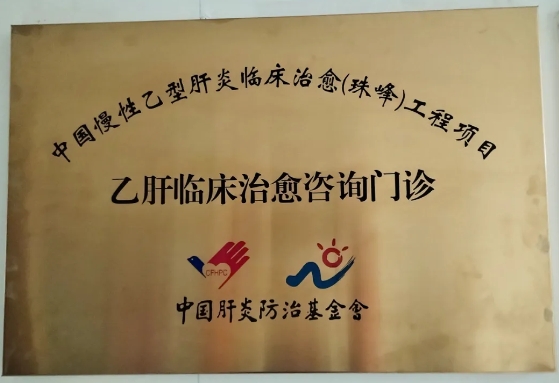 中国慢性乙型肝炎临床治愈(珠峰)工程项目
乙肝临床治愈咨询门诊
CFHPC
中国肝炎防治基金會